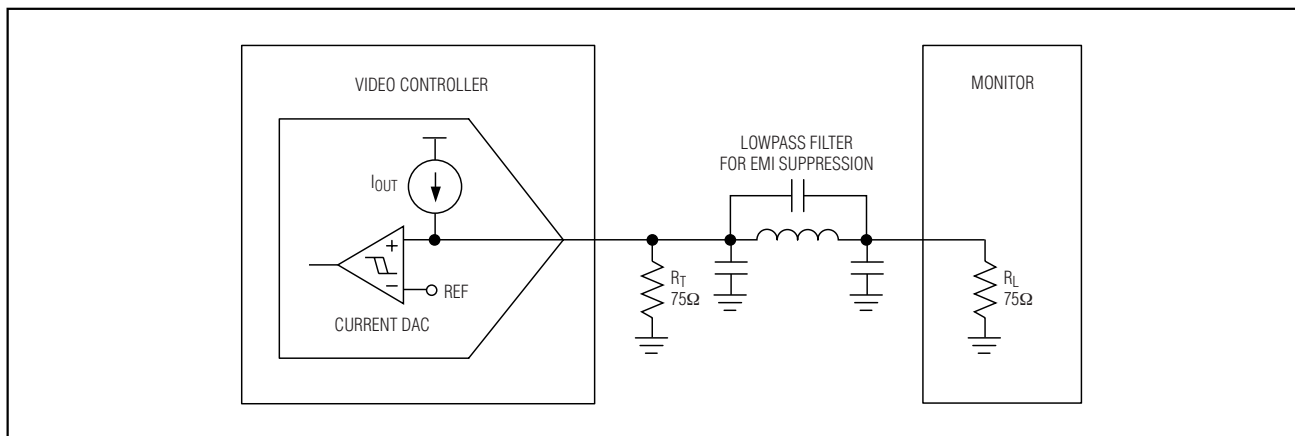 VIDEO CONTROLLER
MONITOR
LOWPASS FILTER
FOR EMI SUPPRESSION
IOUT
+
−
REF
CURRENT DAC
RT
75Ω
RL
75Ω